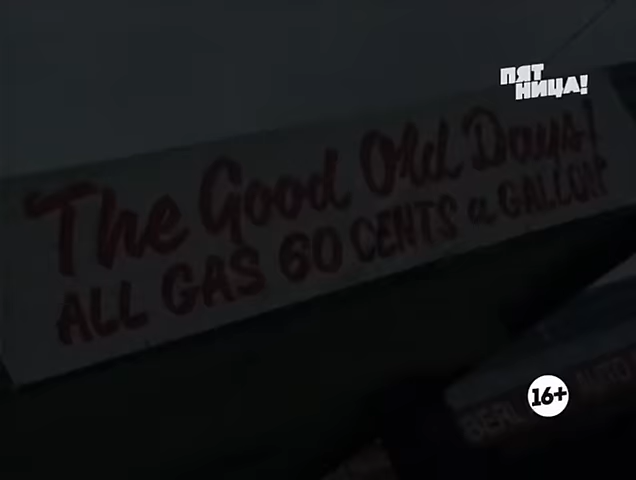 ПЯТ
НИЦА!
The Good Old Days!
ALL GAS 60 CENTS a GALLON
16+